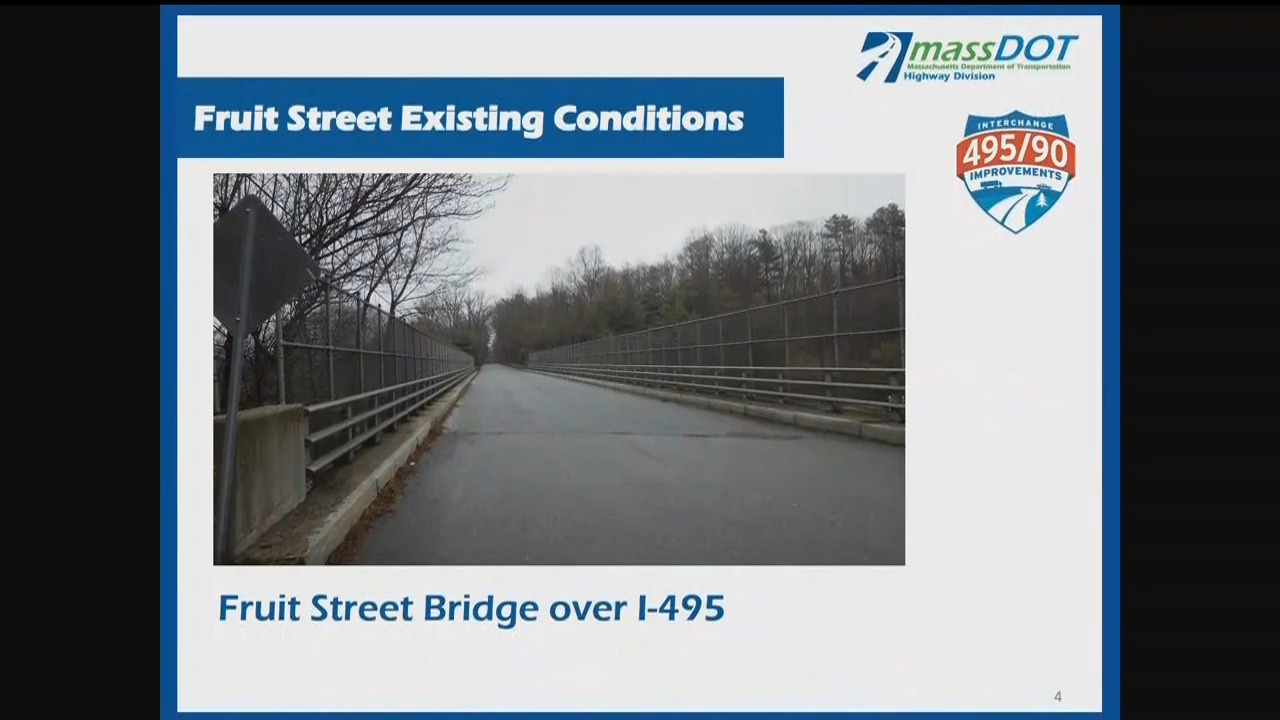 massDOT
Massachusetts Department of Transportation
Highway Division
Fruit Street Existing Conditions
INTERCHANGE
495/90
IMPROVEMENTS
Fruit Street Bridge over I-495
4